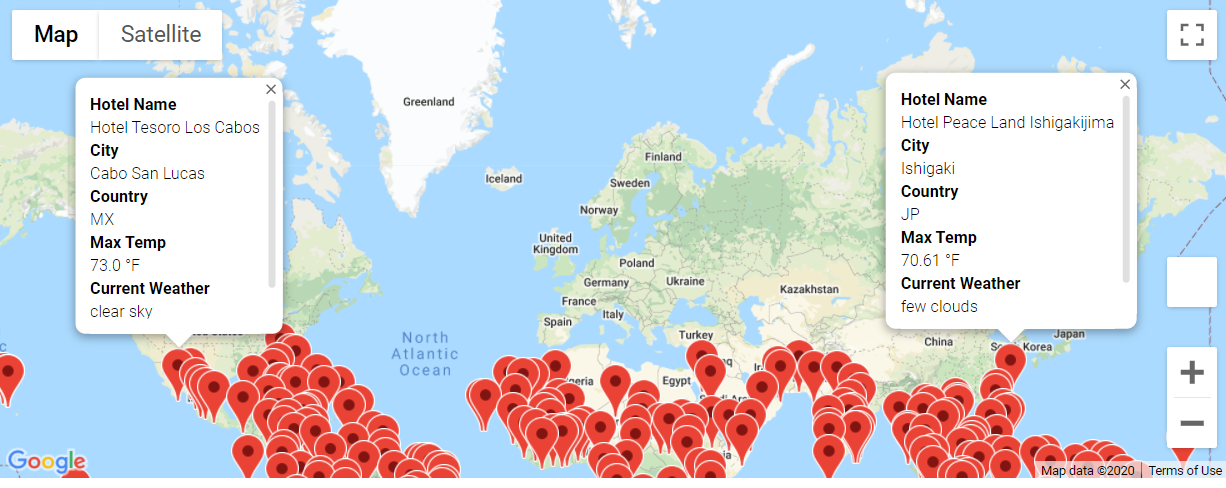 Map
Satellite
Hotel Name
Hotel Tesoro Los Cabos
City
Cabo San Lucas
Country
MX
Max Temp
73.0 °F
Current Weather
clear sky
Hotel Name
Hotel Peace Land Ishigakijima
City
Ishigaki
Country
JP
Max Temp
70.61 °F
Current Weather
few clouds
Greenland
Iceland
Finland
Sweden
Norway
United
Kingdom
Poland
Germany
Ukraine
France
Kazakhstan
Italy
Spain
Turkey
North
Atlantic
Ocean
China
Japan
South Korea
Egypt
Google
Map data ©2020
Terms of Use